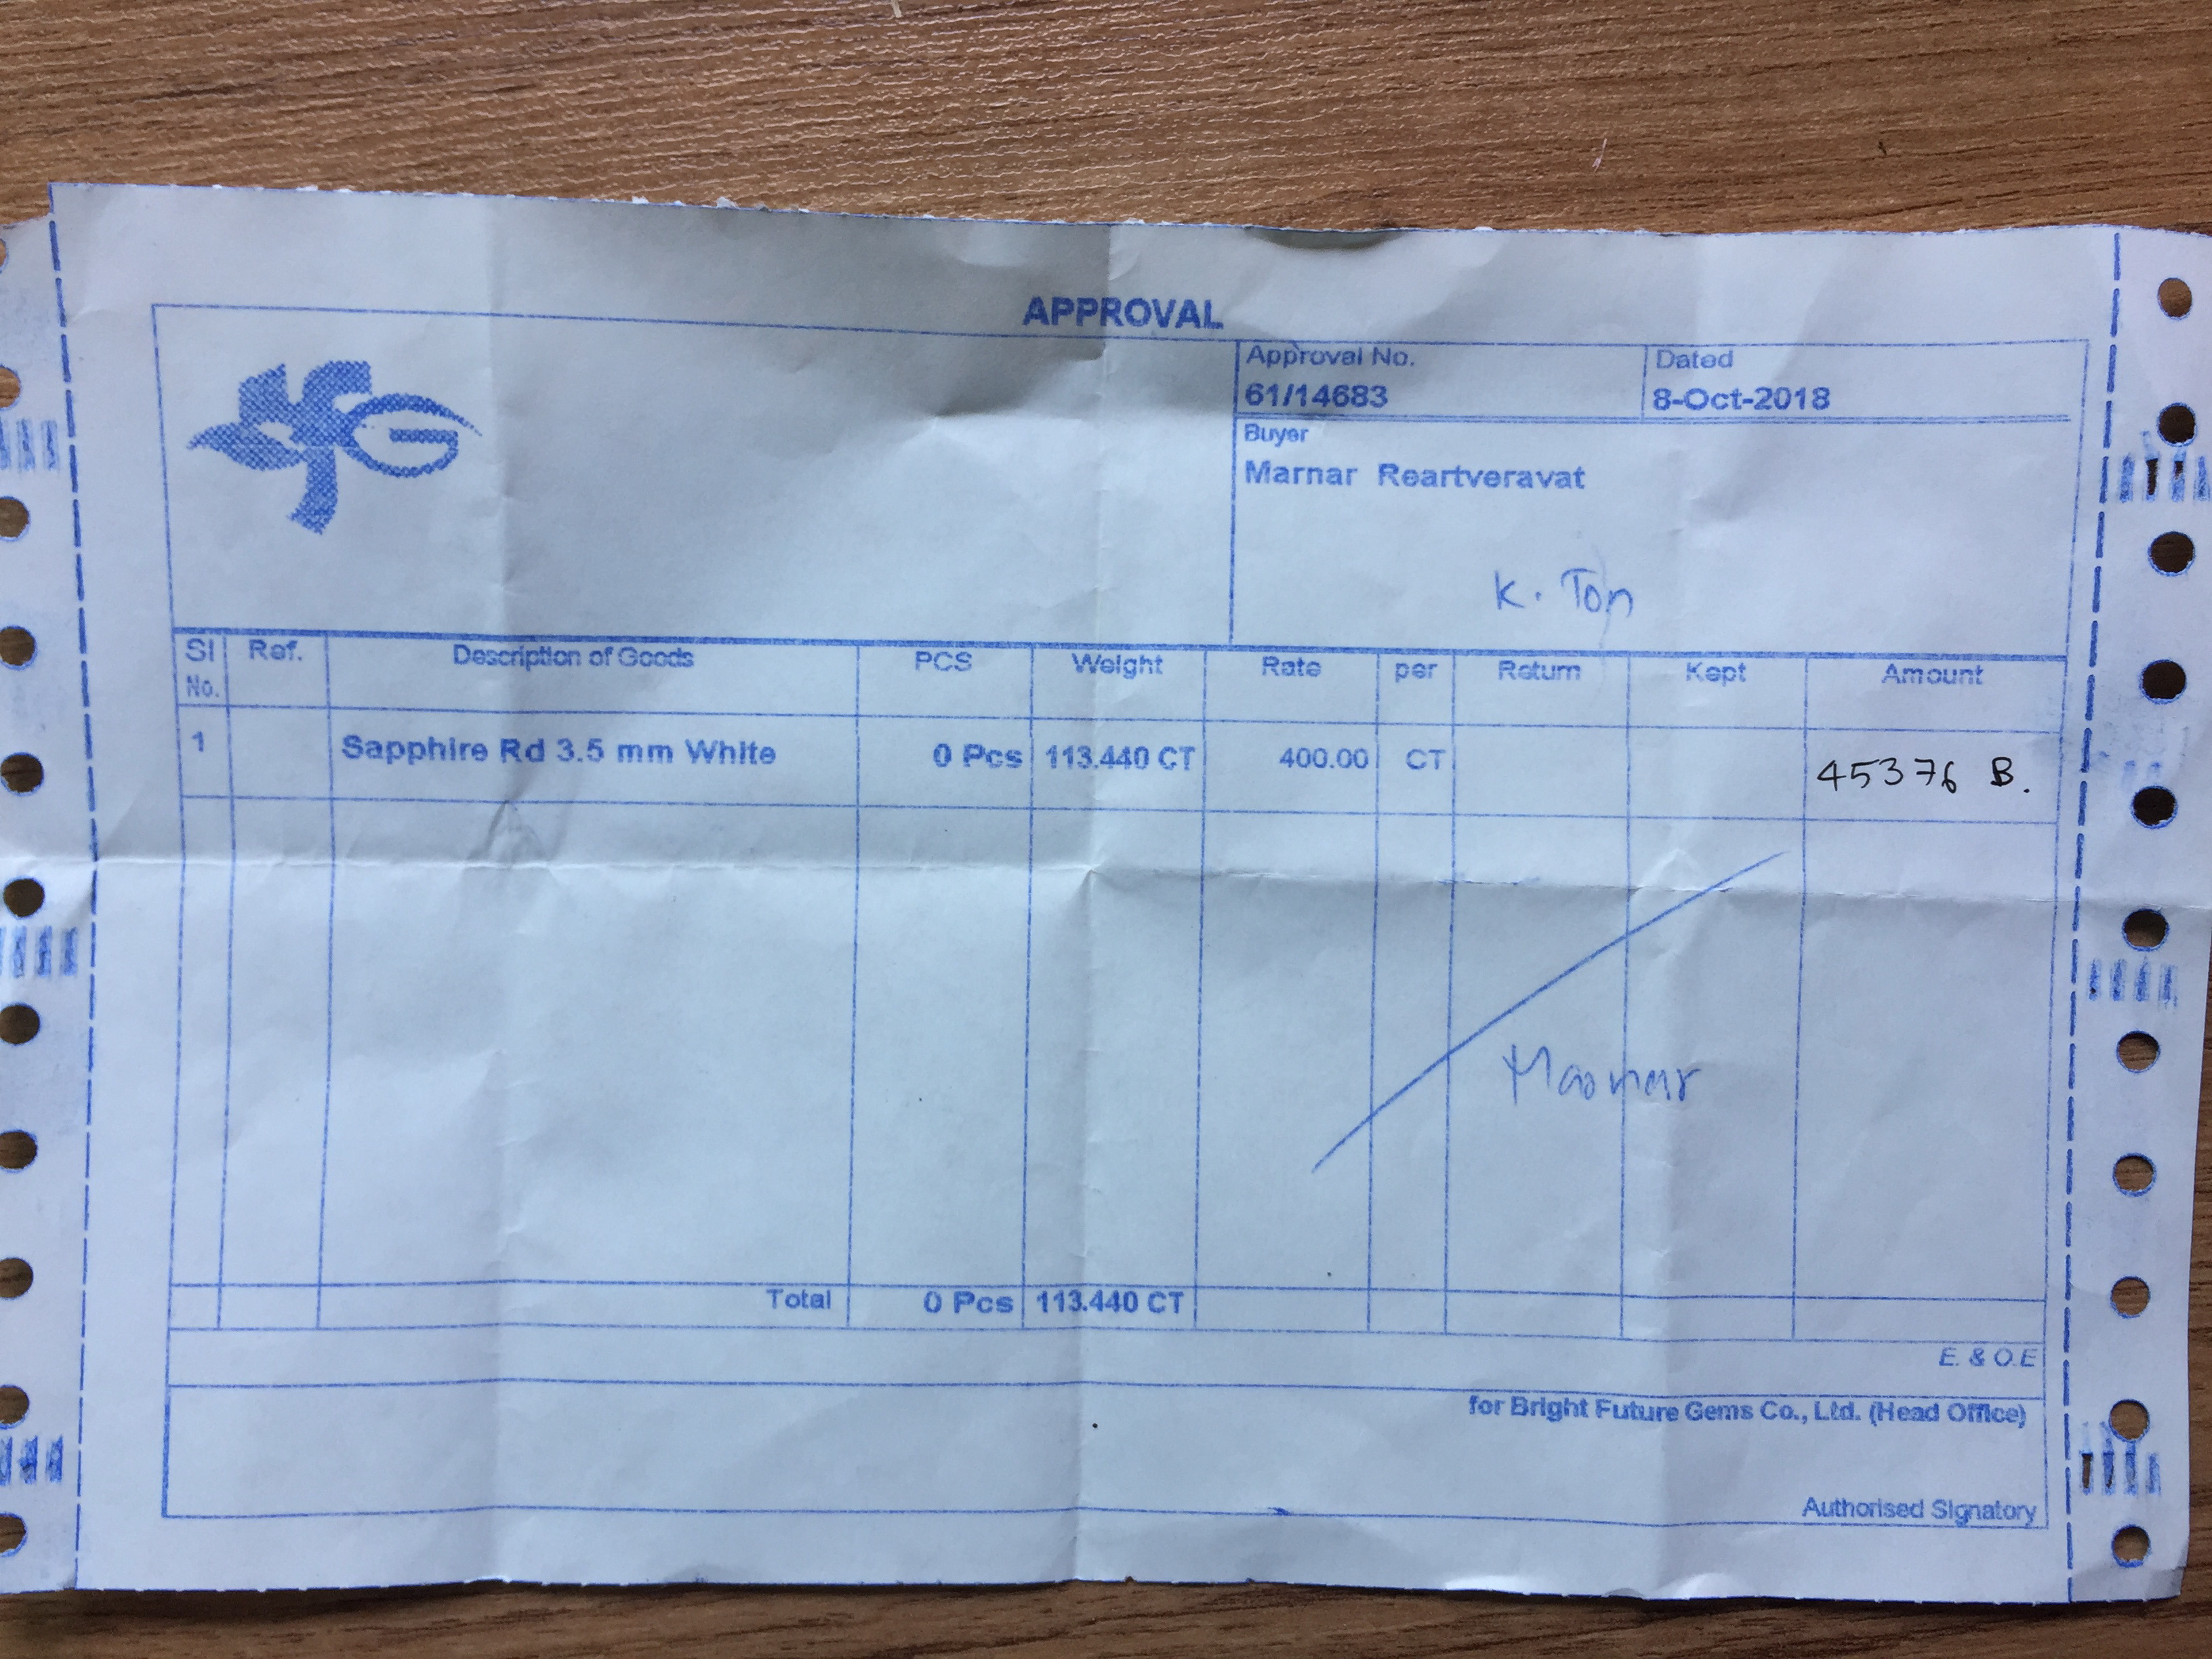 APPROVAL
G
Approval No.
61/14683
Dated
8-Oct-2018
Buyer
Marnar Reartveravat
K. Ton
Sl No. Ref. Description of Goods PCS Weight Rate per Return Kept Amount
1 Sapphire Rd 3.5 mm White 0 Pcs 113.440 CT 400.00 CT 45376 B.
Marnar
Total 0 Pcs 113.440 CT
E. & O.E
for Bright Future Gems Co., Ltd. (Head Office)
Authorised Signatory